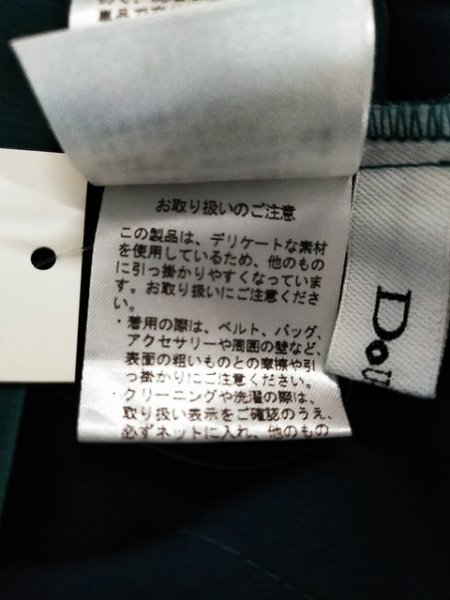 お取り扱いのご注意
この製品は、デリケートな素材
を使用しているため、他のもの
に引っ掛かりやすくなっていま
す。お取り扱いにご注意くださ
い。
・着用の際は、ベルト、バッグ、
アクセサリーや周囲の壁など、
表面の粗いものとの摩擦や引
っ掛かりにご注意ください。
・クリーニングや洗濯の際は、
取り扱い表示をご確認のうえ、
必ずネットに入れ、他のもの